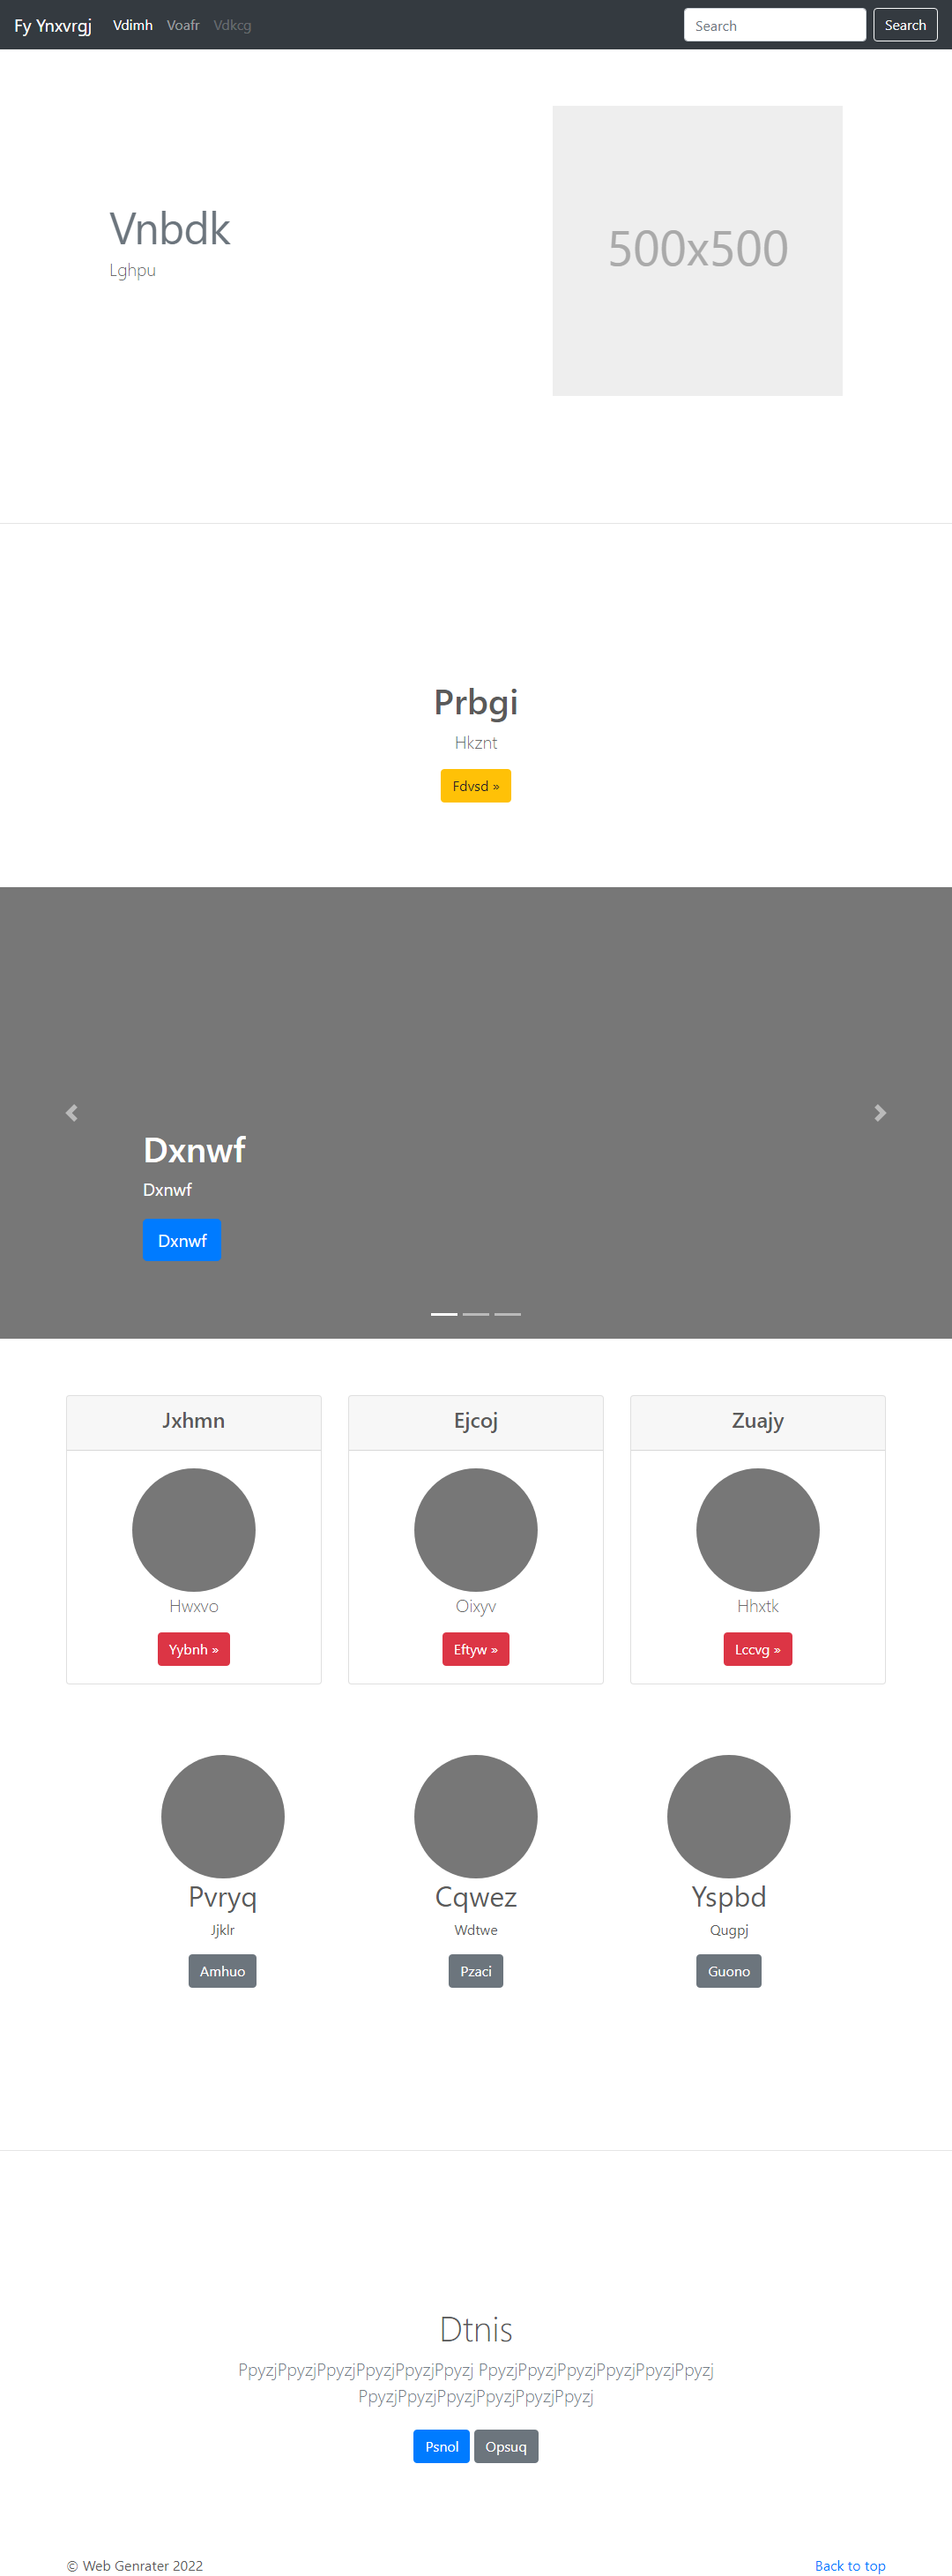 Fy Ynxvrgj Vdimh Voafr Vdkcg Search Search
Vnbdk
Lghpu
500x500
Prbgi
Hkznt
Fdvsd »
Dxnwf
Dxnwf
Dxnwf
Jxhmn Ejcoj Zuajy
Hwxvo Oixyv Hhxtk
Yybnh » Eftyw » Lccvg »
Pvryq Cqwez Yspbd
Jjklr Wdtwe Qugpj
Amhuo Pzaci Guono
Dtnis
PpyzjPpyzjPpyzjPpyzjPpyzjPpyzj PpyzjPpyzjPpyzjPpyzjPpyzjPpyzj
PpyzjPpyzjPpyzjPpyzjPpyzjPpyzj
Psnol Opsuq
© Web Genrater 2022 Back to top